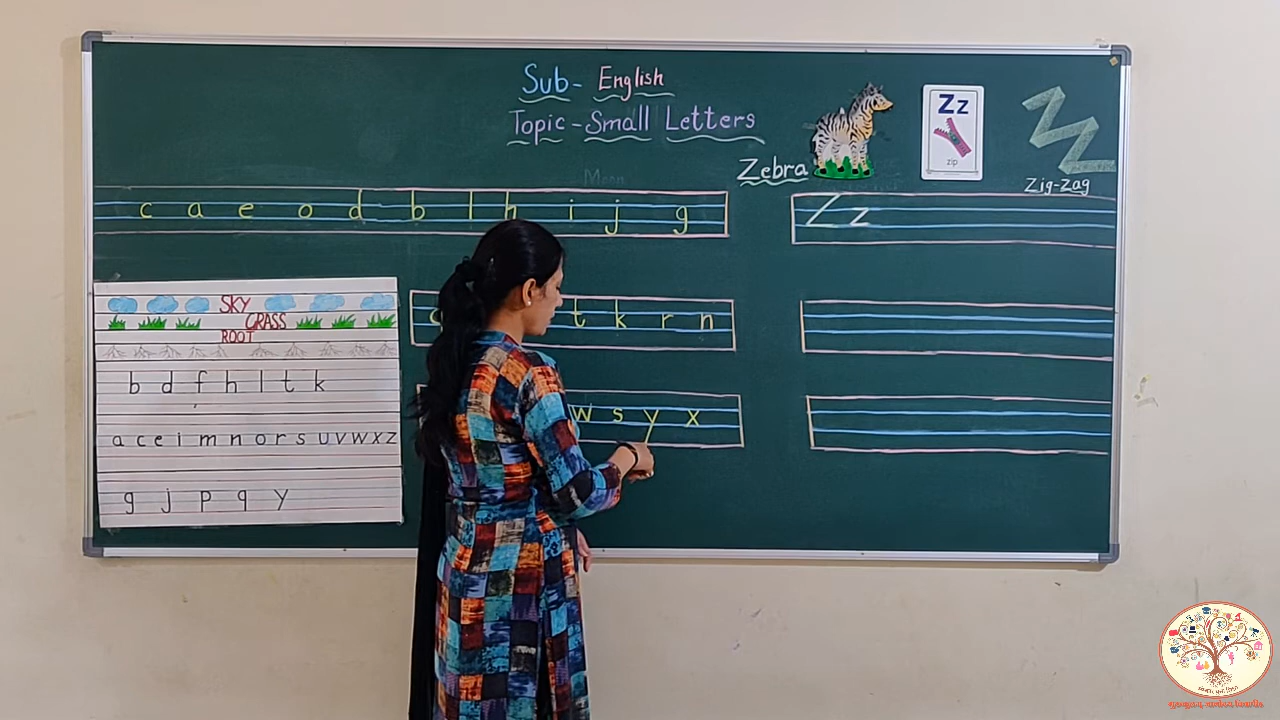 Sub- English
Topic - Small Letters
Zz
zip
Zebra
Zig-Zag
c a e o d b l h i j g
Z z
SKY
GRASS
ROOT
t k r n
b d f h l t k
w s y x
a c e i m n o r s u v w x z
g j p q y